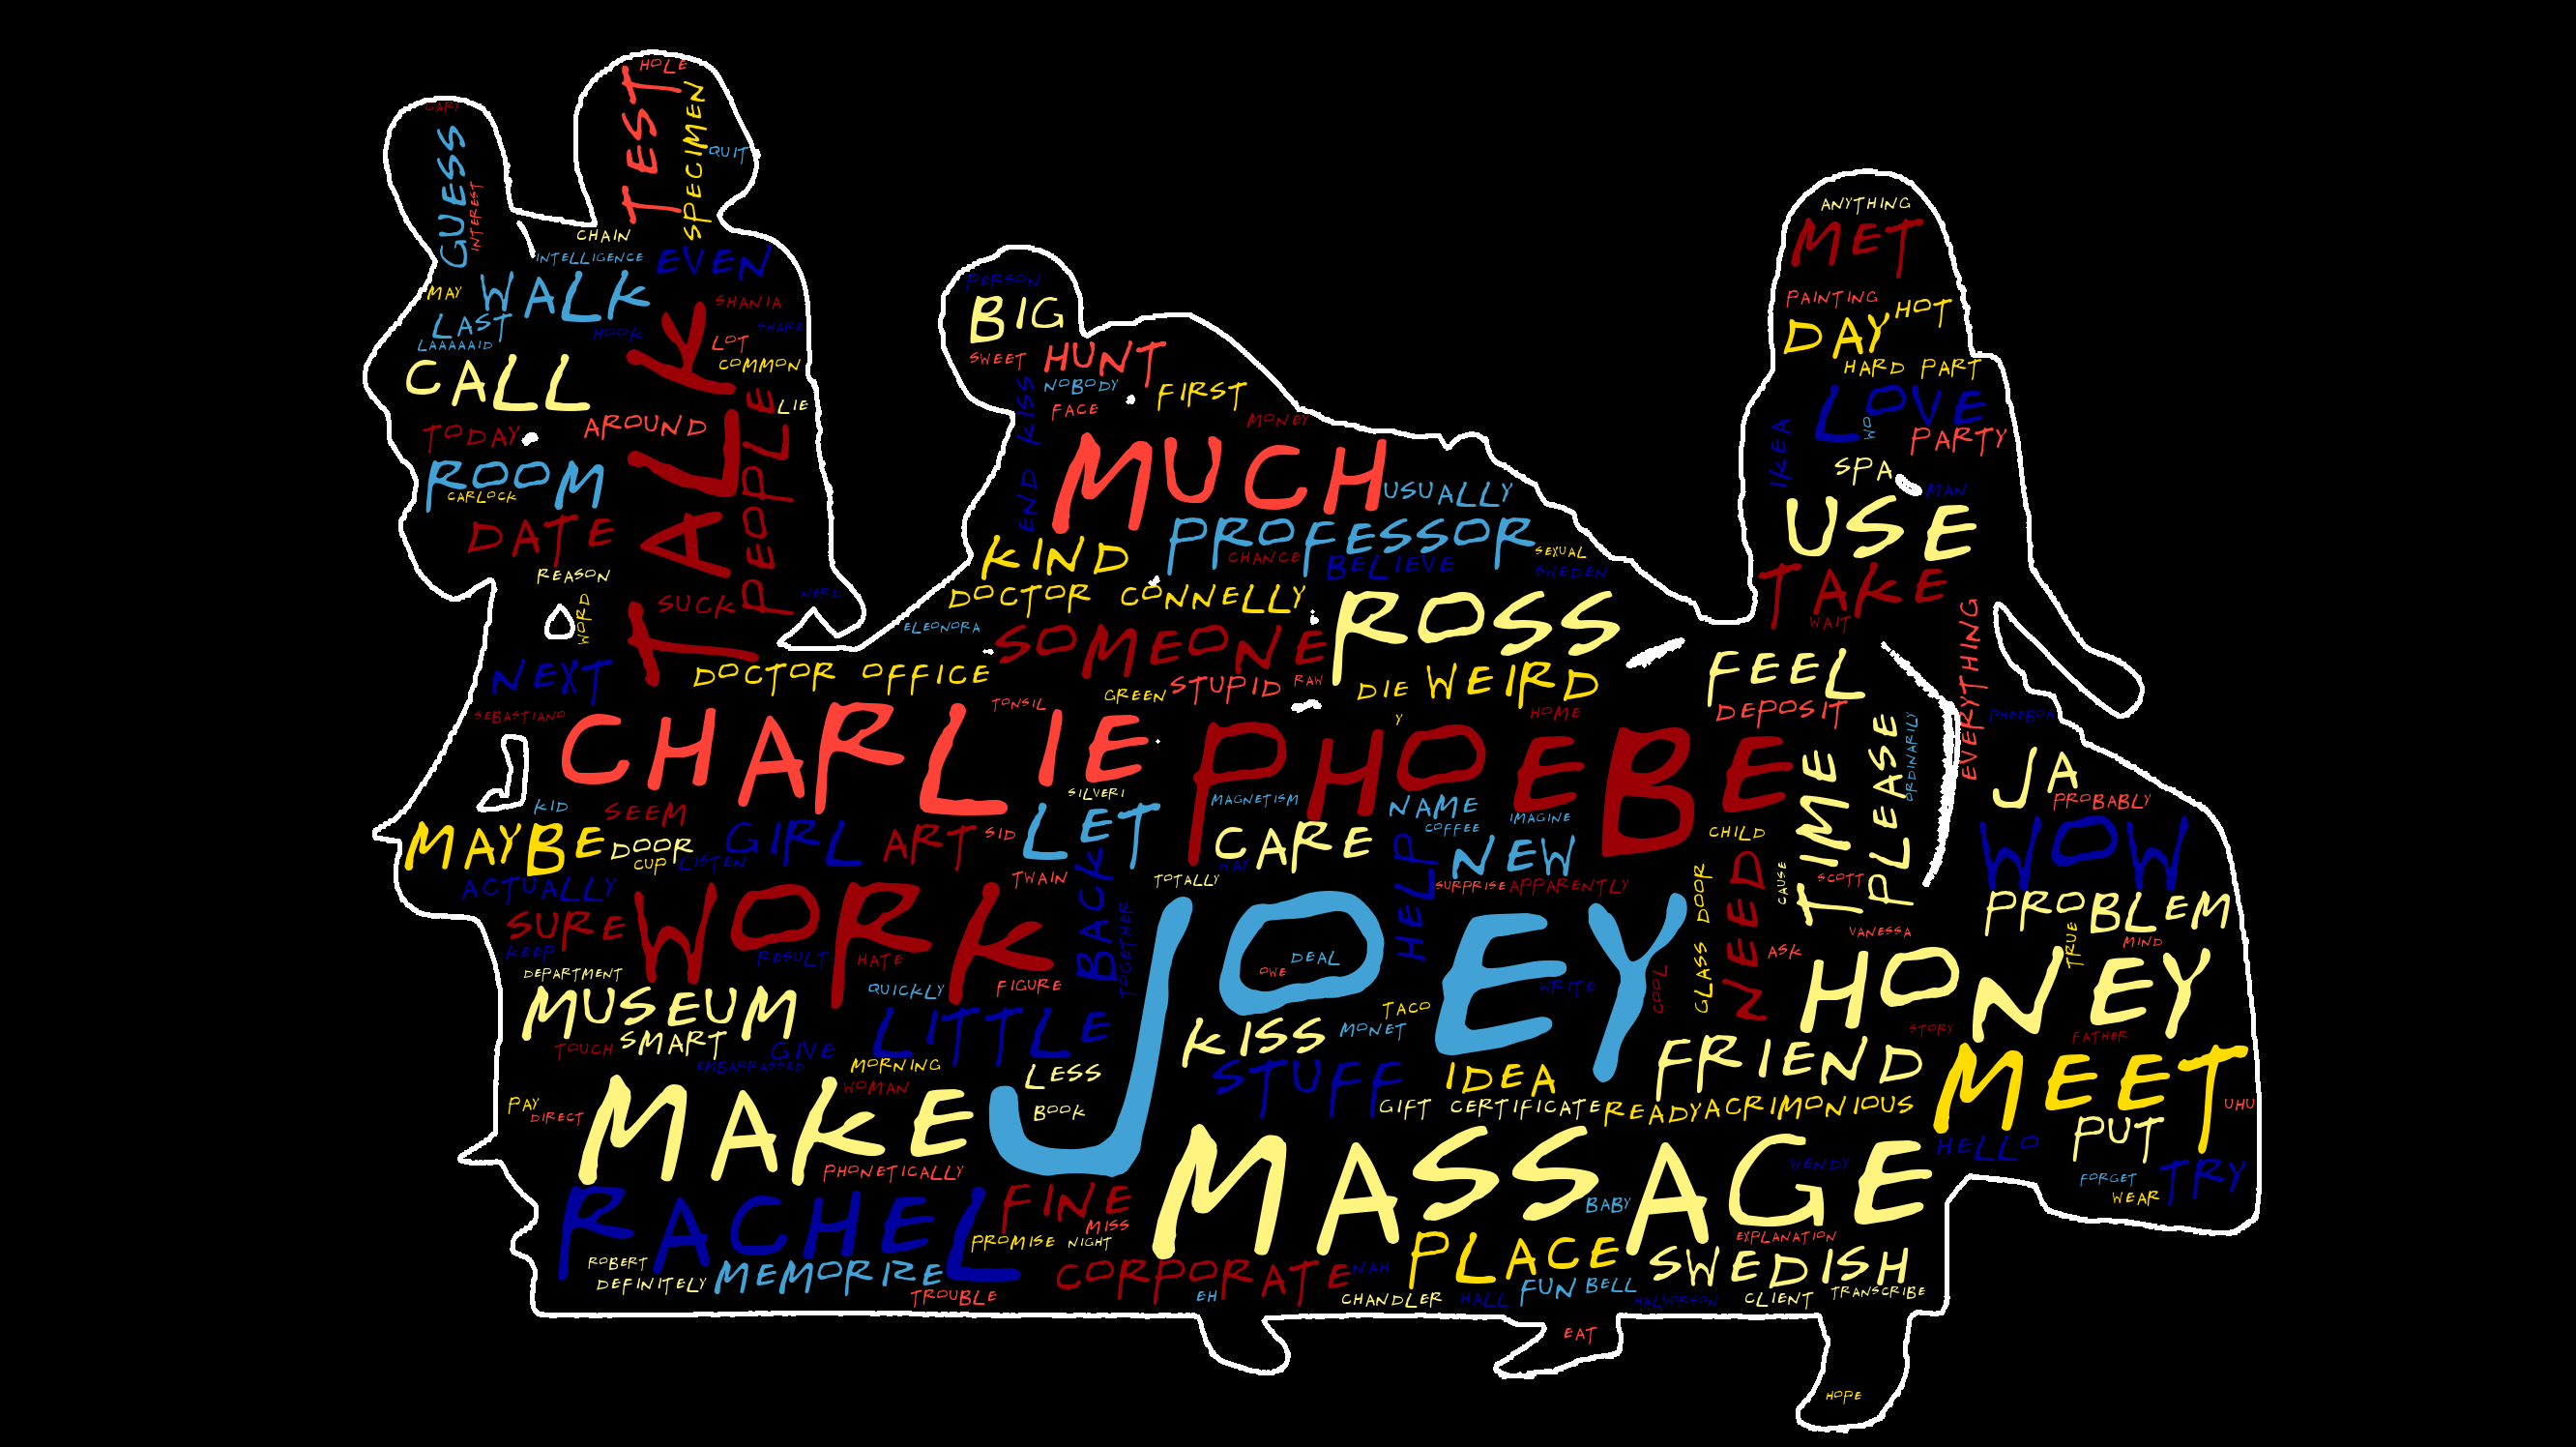 HOLE
GARY
TEST
SPECIMEN
QUIT
GUESS
INTEREST
CHAIN
INTELLIGENCE
EVEN
MAY
WALK
SHANIA
LAST
HOOK
SHARE
LAAAAAID
LOT
COMMON
CALL
TALK
PEOPLE
LIE
TODAY
AROUND
ROOM
CARLOCK
DATE
REASON
WORD
SUCK
NERD
NEXT
DOCTOR OFFICE
SEBASTIANO
PERSON
BIG
SWEET
HUNT
NOBODY
FACE
FIRST
MONEY
END KISS
MUCH
USUALLY
PROFESSOR
KIND
CHANCE
BELIEVE
SEXUAL
SWEDEN
DOCTOR CONNELLY
ROSS
ELEONORA
SOMEONE
STUPID
RAW
DIE
WEIRD
GREEN
TONSIL
Y
HOME
ANYTHING
MET
PAINTING
HOT
DAY
HARD PART
LOVE
WO
IKEA
PARTY
SPA
MAN
USE
TAKE
WAIT
EVERYTHING
FEEL
DEPOSIT
PHEEBOH
CHARLIE
PHOEBE
TIME
PLEASE
ORDINARILY
JA
PROBABLY
SILVERI
MAGNETISM
NAME
COFFEE
IMAGINE
KID
SEEM
MAYBE
DOOR
CUP
LISTEN
GIRL
ART
SID
LET
CARE
WAY
HELP
NEW
CHILD
WOW
ACTUALLY
TWAIN
BACK
TOTALLY
SURPRISE
APPARENTLY
GLASS DOOR
NEED
CAUSE
SCOTT
PROBLEM
SURE
WORK
KEEP
RESULT
HATE
TOGETHER
JOEY
OWE
DEAL
WRITE
COOL
ASK
VANESSA
TRUE
MIND
DEPARTMENT
QUICKLY
FIGURE
HONEY
MUSEUM
SMART
TOUCH
LITTLE
GIVE
EMBARRASSED
MORNING
WOMAN
LESS
BOOK
KISS
MONET
TACO
STUFF
IDEA
FRIEND
STORY
FATHER
MEET
UHU
PAY
DIRECT
MAKE
GIFT CERTIFICATE
READY
ACRIMONIOUS
PUT
HELLO
PHONETICALLY
MASSAGE
WENDY
FORGET
WEAR
TRY
RACHEL
FINE
MISS
BABY
PROMISE
NIGHT
EXPLANATION
ROBERT
DEFINITELY
MEMORIZE
TROUBLE
CORPORATE
NAH
EH
PLACE
SWEDISH
CHANDLER
HALL
FUN
BELL
HALVORSON
CLIENT
TRANSCRIBE
EAT
HOPE